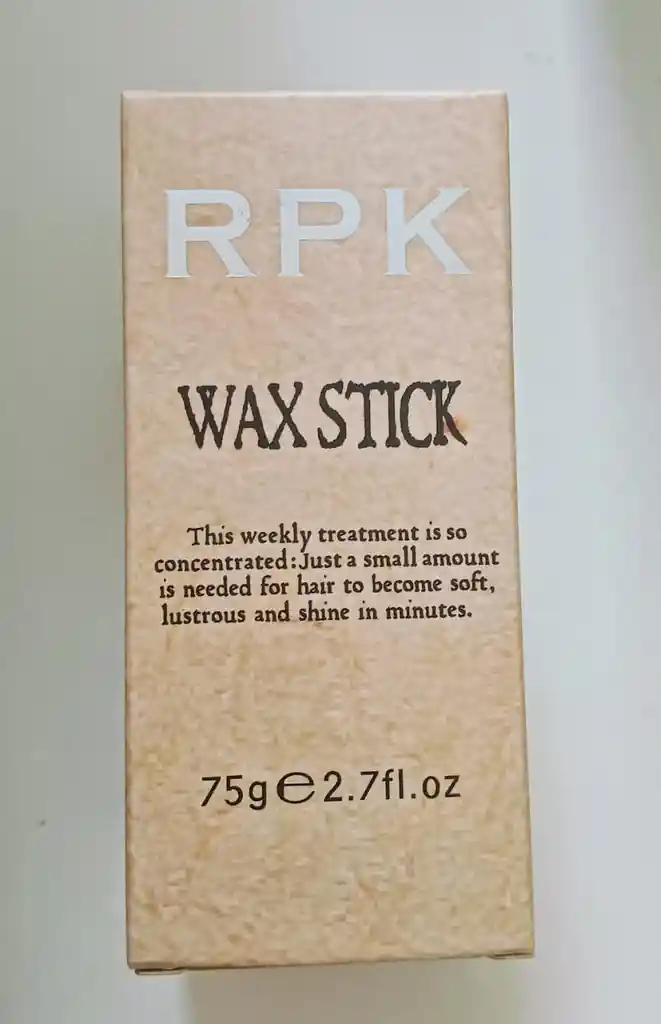 RPK
WAX STICK
This weekly treatment is so
concentrated:Just a small amount
is needed for hair to become soft,
lustrous and shine in minutes.
75g℮2.7fl.oz